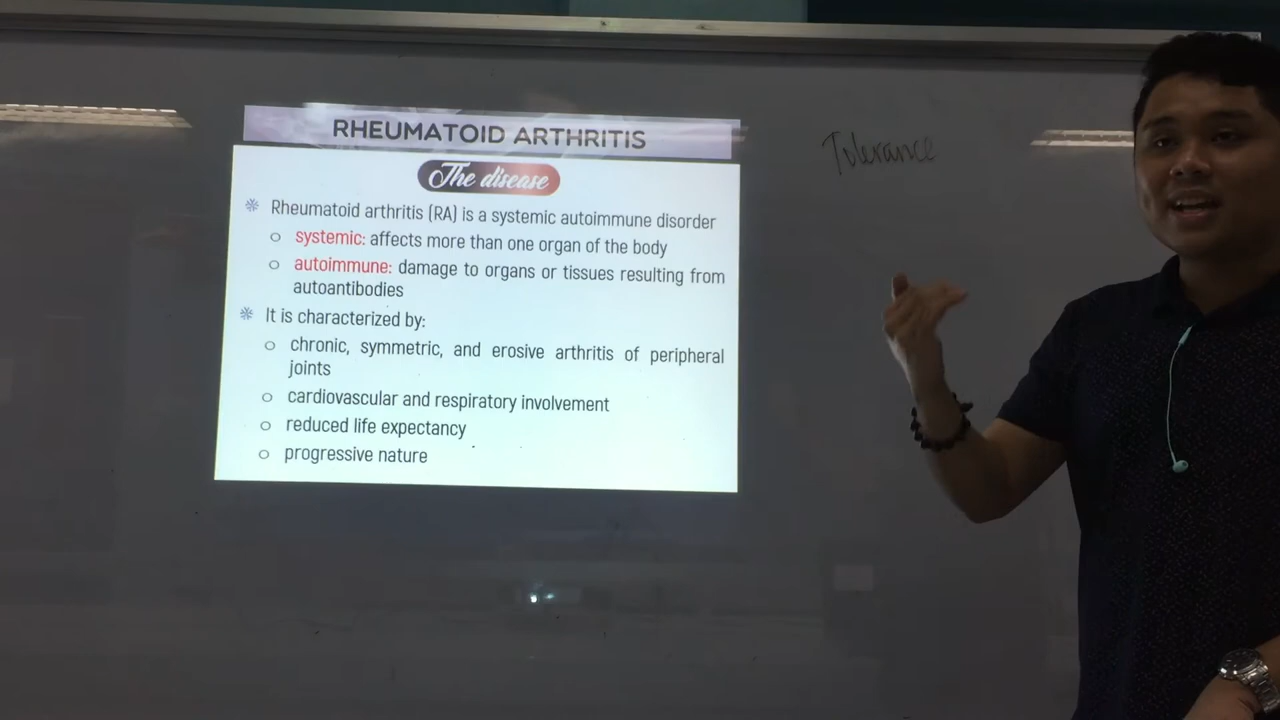 RHEUMATOID ARTHRITIS
The disease
Rheumatoid arthritis (RA) is a systemic autoimmune disorder
systemic: affects more than one organ of the body
autoimmune: damage to organs or tissues resulting from
autoantibodies
It is characterized by:
chronic, symmetric, and erosive arthritis of peripheral
joints
cardiovascular and respiratory involvement
reduced life expectancy
progressive nature
Tolerance